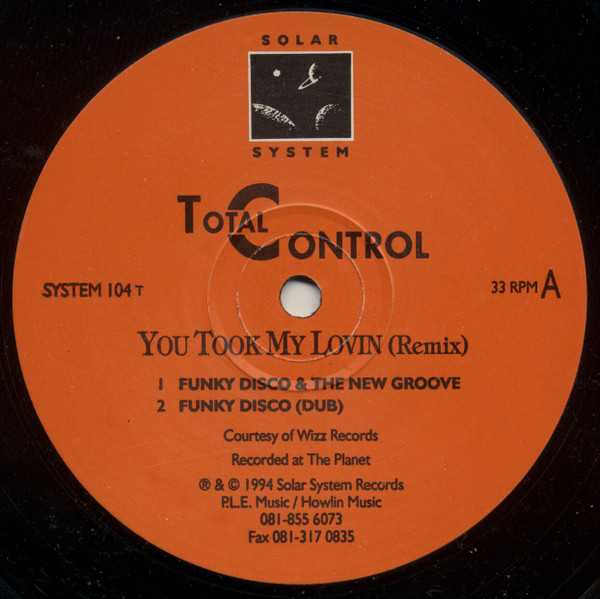 SOLAR
SYSTEM
TOTAL CONTROL
SYSTEM 104 T
33 RPM A
YOU TOOK MY LOVIN (Remix)
1 FUNKY DISCO & THE NEW GROOVE
2 FUNKY DISCO (DUB)
Courtesy of Wizz Records
Recorded at The Planet
® & © 1994 Solar System Records
P.L.E. Music / Howlin Music
081-855 6073
Fax 081-317 0835